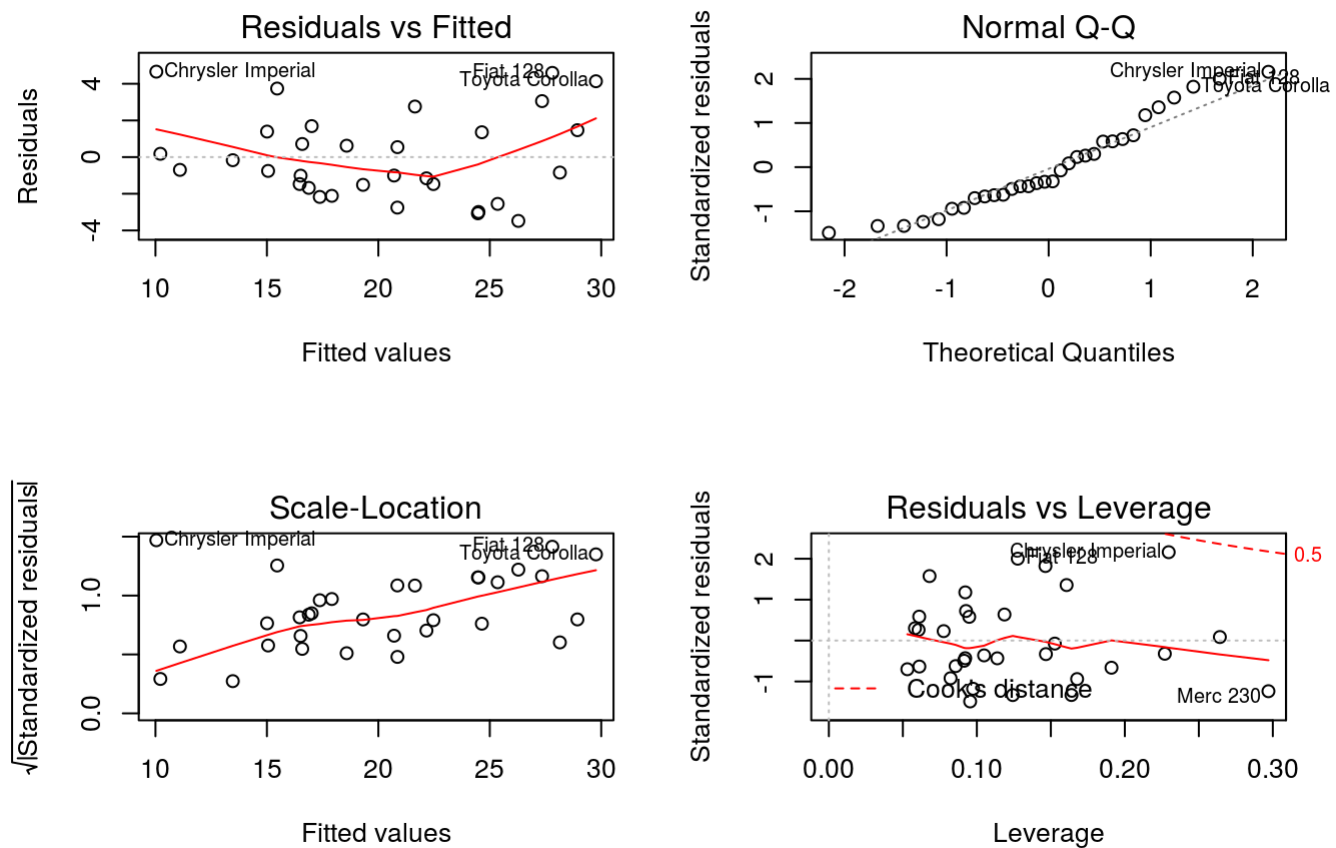 Residuals vs Fitted
Residuals
4
0
-4
Chrysler Imperial
Fiat 128
Toyota Corolla
10 15 20 25 30
Fitted values
Normal Q-Q
Standardized residuals
2
1
0
-1
Chrysler Imperial
Fiat 128
Toyota Corolla
-2 -1 0 1 2
Theoretical Quantiles
Scale-Location
√|Standardized residuals|
1.0
0.0
Chrysler Imperial
Fiat 128
Toyota Corolla
10 15 20 25 30
Fitted values
Residuals vs Leverage
Standardized residuals
2
1
-1
Chrysler Imperial
Fiat 128
0.5
Cook's distance
Merc 230
0.00 0.10 0.20 0.30
Leverage